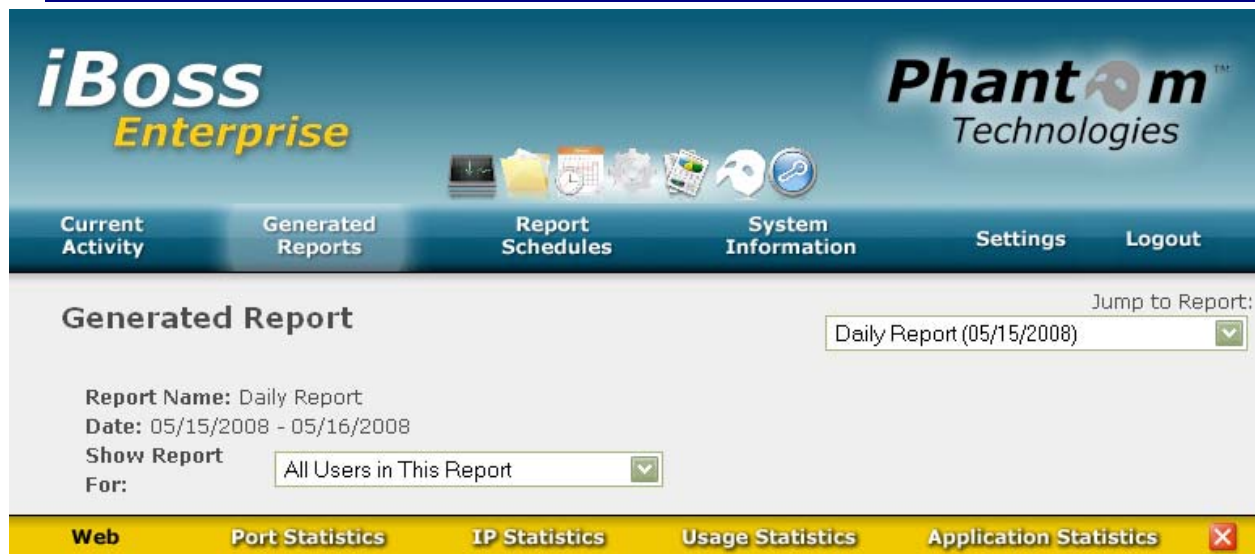 iBoss
Enterprise
Phantom™
Technologies
Current Activity
Generated Reports
Report Schedules
System Information
Settings
Logout
Generated Report
Jump to Report:
Daily Report (05/15/2008)
Report Name: Daily Report
Date: 05/15/2008 - 05/16/2008
Show Report For:
All Users in This Report
Web
Port Statistics
IP Statistics
Usage Statistics
Application Statistics